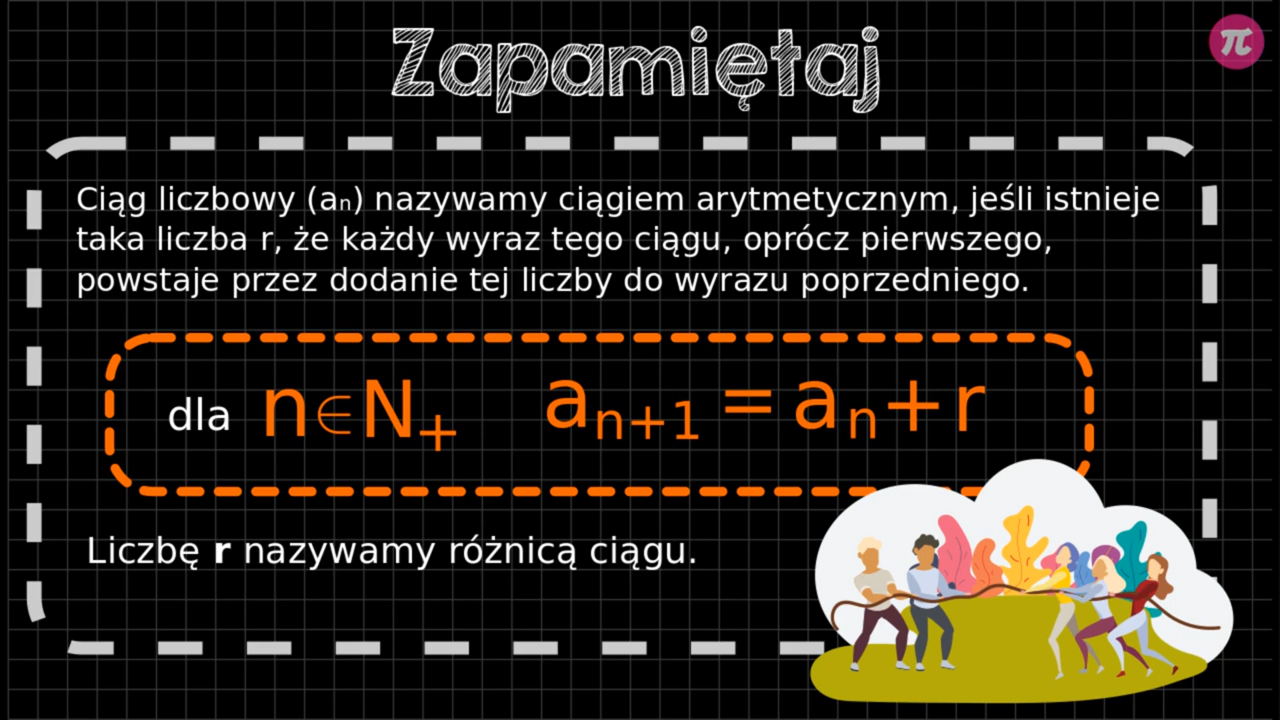 Zapamiętaj
π
Ciąg liczbowy (aₙ) nazywamy ciągiem arytmetycznym, jeśli istnieje
taka liczba r, że każdy wyraz tego ciągu, oprócz pierwszego,
powstaje przez dodanie tej liczby do wyrazu poprzedniego.
dla n∈N₊ aₙ₊₁ = aₙ+r
Liczbę r nazywamy różnicą ciągu.